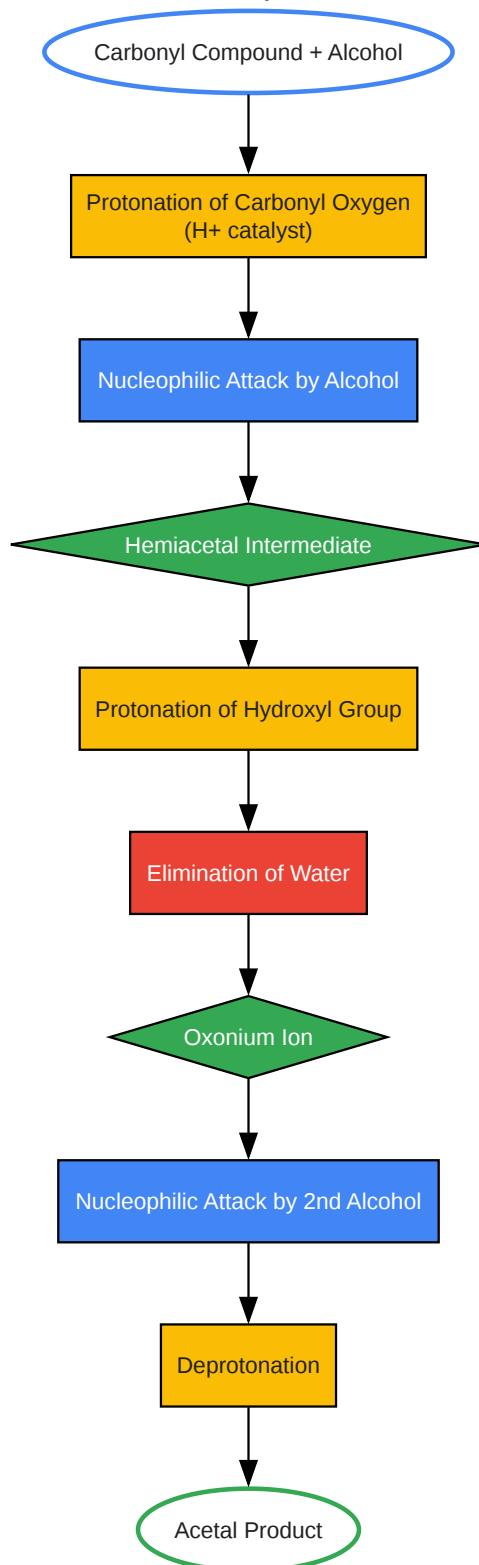 Carbonyl Compound + Alcohol
Protonation of Carbonyl Oxygen
(H+ catalyst)
Nucleophilic Attack by Alcohol
Hemiacetal Intermediate
Protonation of Hydroxyl Group
Elimination of Water
Oxonium Ion
Nucleophilic Attack by 2nd Alcohol
Deprotonation
Acetal Product